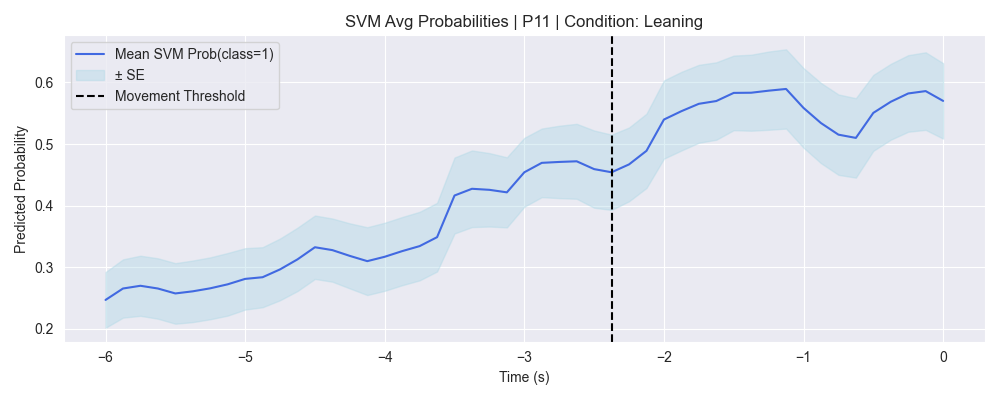 SVM Avg Probabilities | P11 | Condition: Leaning
Mean SVM Prob(class=1)
± SE
Movement Threshold
Predicted Probability
0.6
0.5
0.4
0.3
0.2
−6 −5 −4 −3 −2 −1 0
Time (s)